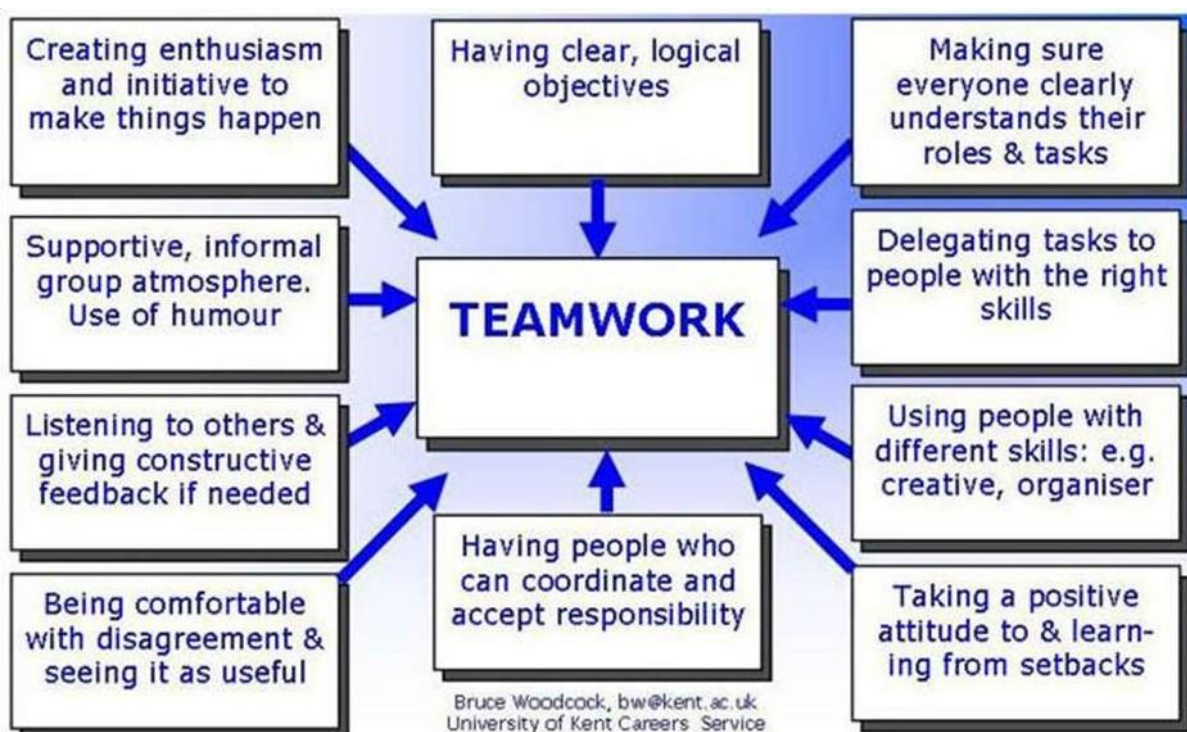 Creating enthusiasm
and initiative to
make things happen
Having clear, logical
objectives
Making sure
everyone clearly
understands their
roles & tasks
Supportive, informal
group atmosphere.
Use of humour
TEAMWORK
Delegating tasks to
people with the right
skills
Listening to others &
giving constructive
feedback if needed
Using people with
different skills: e.g.
creative, organiser
Being comfortable
with disagreement &
seeing it as useful
Having people who
can coordinate and
accept responsibility
Taking a positive
attitude to & learn-
ing from setbacks
Bruce Woodcock, bw@kent.ac.uk
University of Kent Careers Service